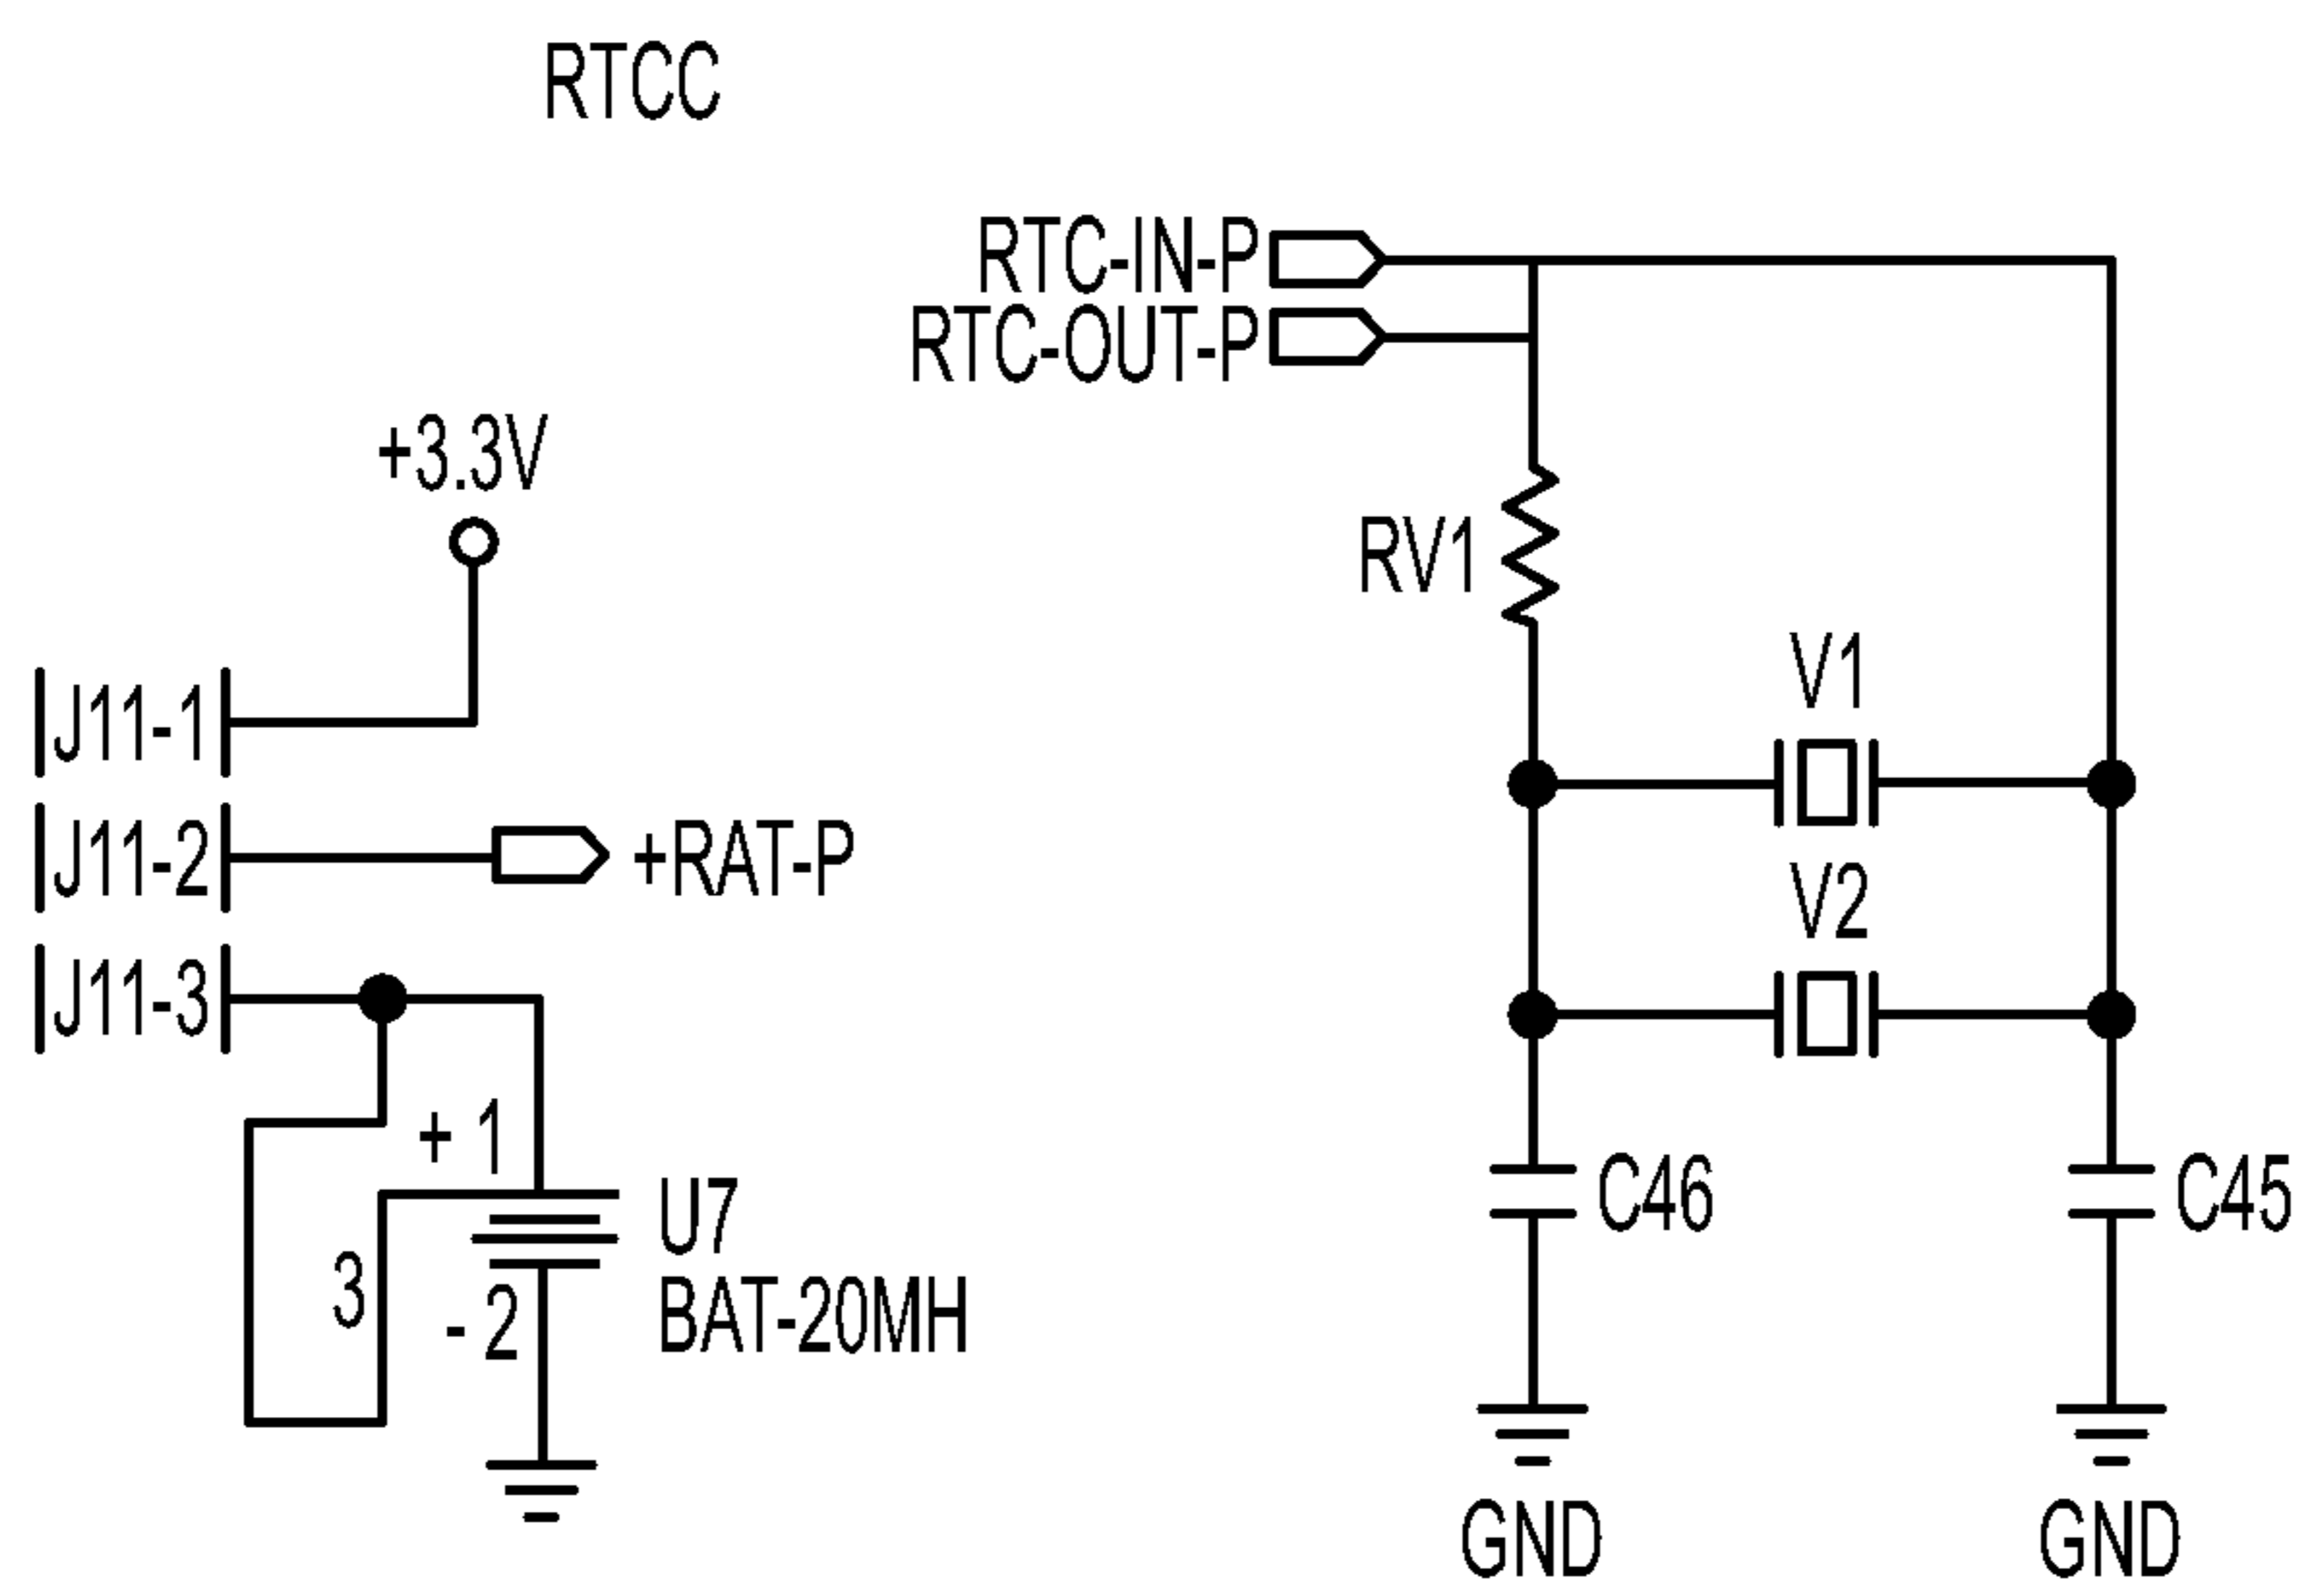 RTCC
RTC-IN-P
RTC-OUT-P
+3.3V
RV1
V1
J11-1
J11-2
+RAT-P
V2
J11-3
+ 1
U7
C46
C45
3
- 2
BAT-20MH
GND
GND